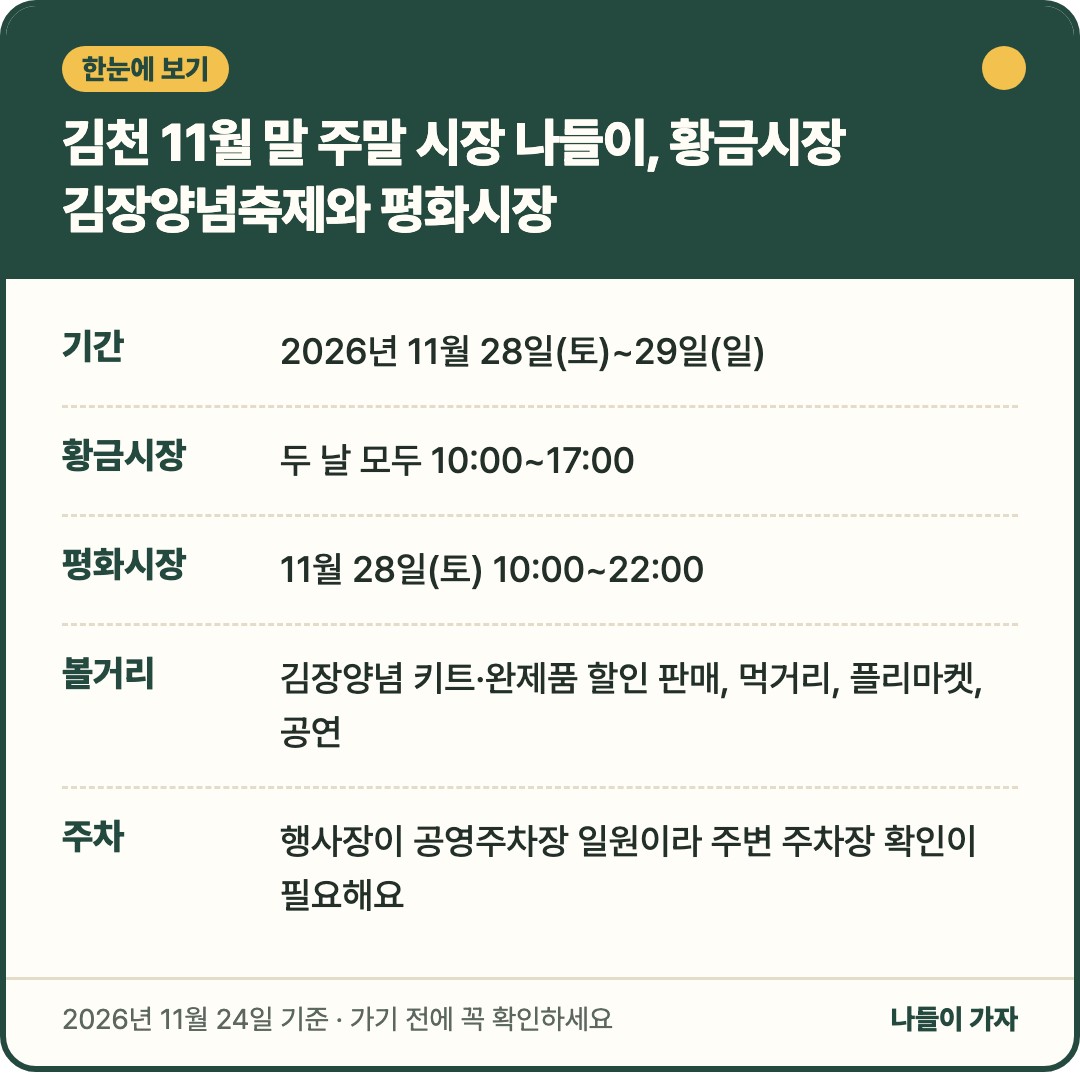 한눈에 보기
김천 11월 말 주말 시장 나들이, 황금시장
김장양념축제와 평화시장
기간
2026년 11월 28일(토)~29일(일)
황금시장
두 날 모두 10:00~17:00
평화시장
11월 28일(토) 10:00~22:00
볼거리
김장양념 키트·완제품 할인 판매, 먹거리, 플리마켓,
공연
주차
행사장이 공영주차장 일원이라 주변 주차장 확인이
필요해요
2026년 11월 24일 기준 · 가기 전에 꼭 확인하세요
나들이 가자